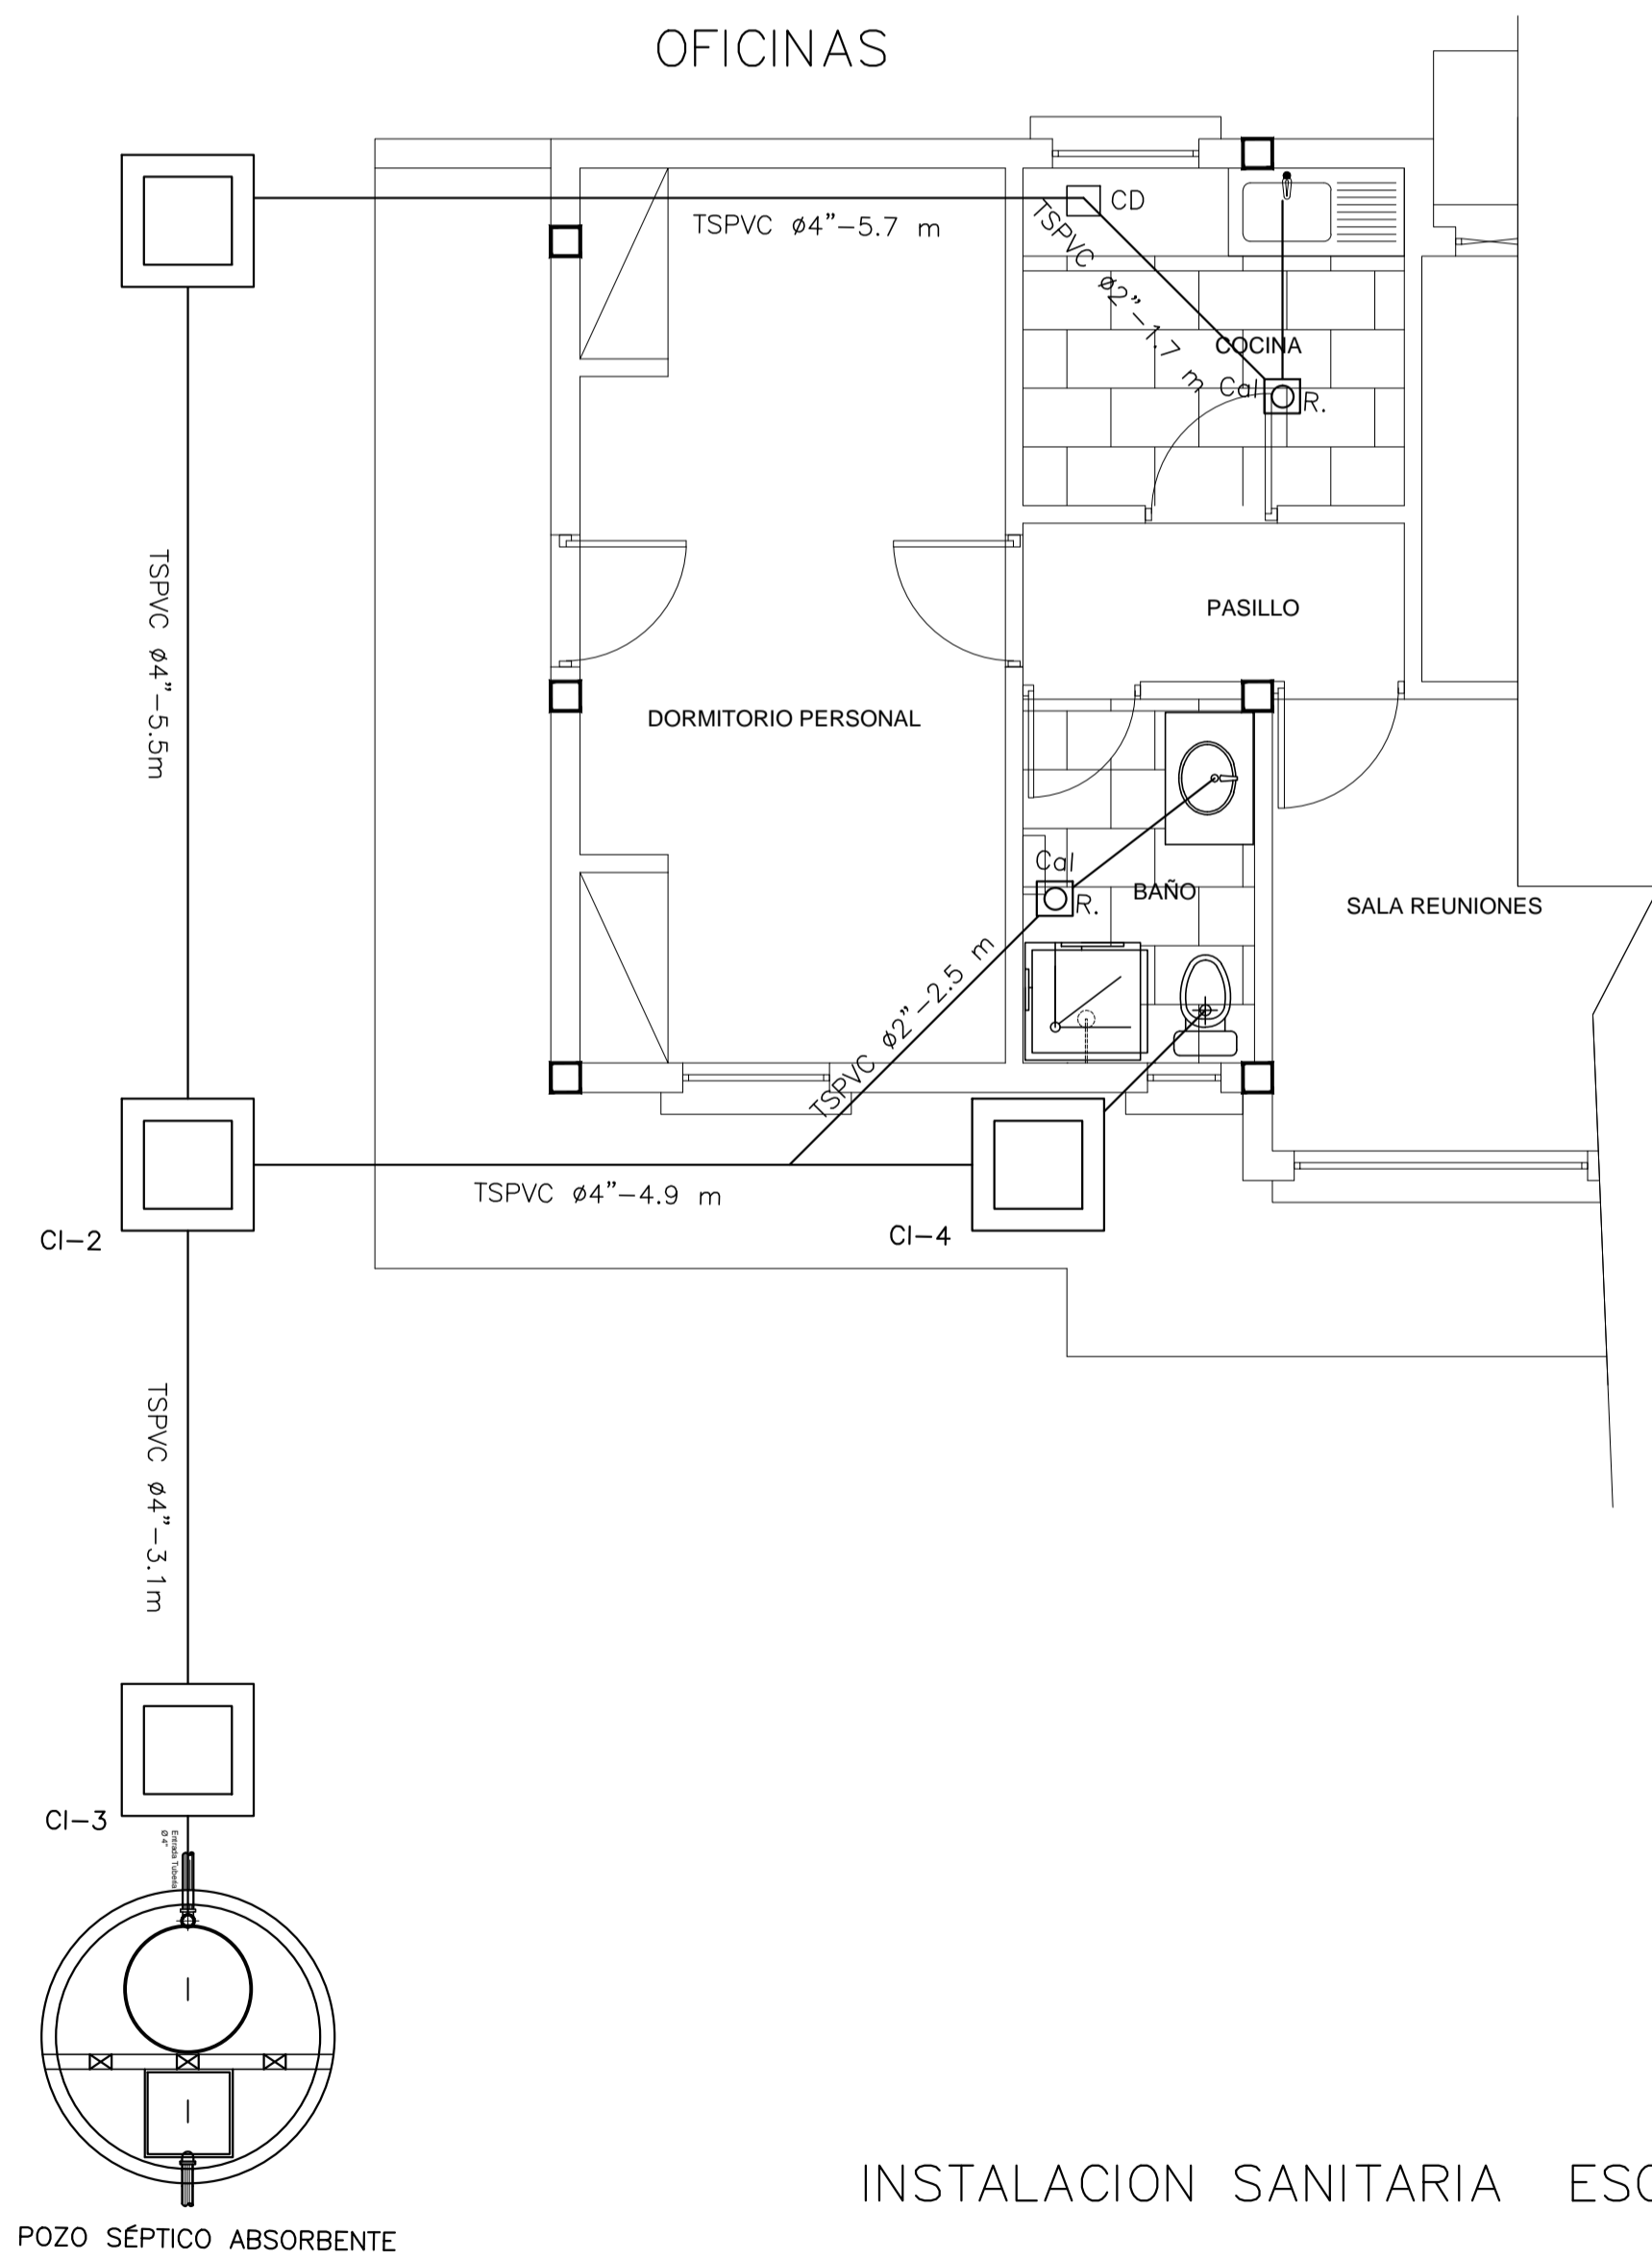 OFICINAS
CD
TSPVC ø4"-5.7 m
TSPVC ø2"-1.7 m
COCINA
Cal
R.
TSPVC ø4"-5.5m
PASILLO
DORMITORIO PERSONAL
Cal
R.
BAÑO
SALA REUNIONES
TSPVC ø2"-2.5 m
TSPVC ø4"-4.9 m
CI-2
CI-4
TSPVC ø4"-3.1m
CI-3
Entrada Tubería
Ø 4"
INSTALACION SANITARIA ESC
POZO SÉPTICO ABSORBENTE